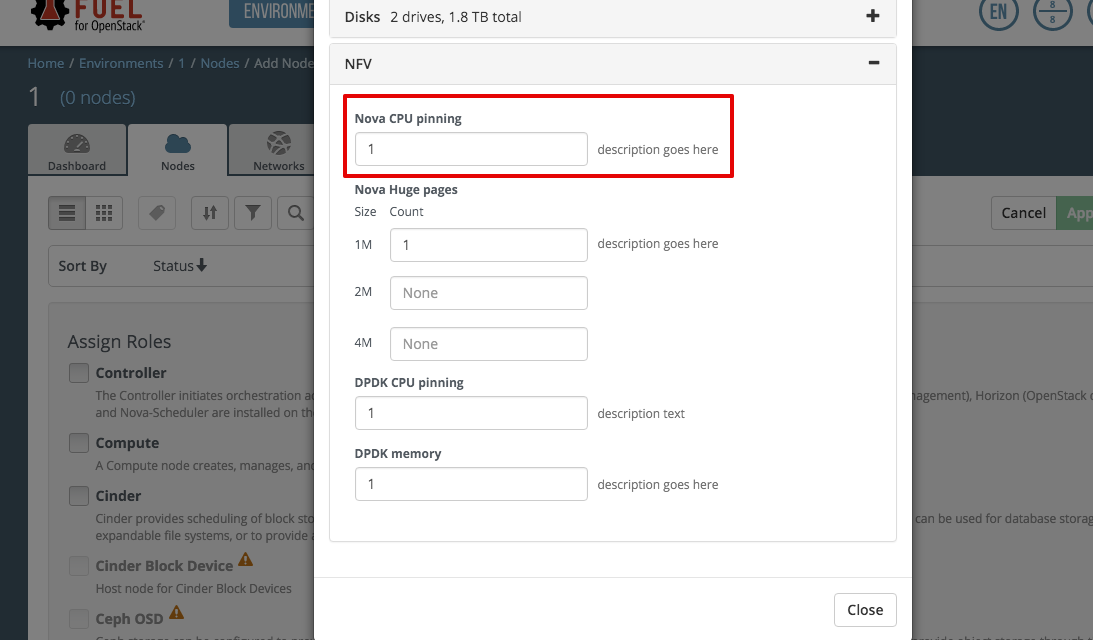 FUEL
for OpenStack
ENVIRONME
EN
8
8
Home / Environments / 1 / Nodes / Add Node
1 (0 nodes)
Dashboard
Nodes
Networks
Cancel
App
Sort By
Status
Assign Roles
Controller
The Controller initiates orchestration ac
nagement), Horizon (OpenStack d
and Nova-Scheduler are installed on the
Compute
A Compute node creates, manages, and
Cinder
Cinder provides scheduling of block sto
can be used for database storag
expandable file systems, or to provide a
Cinder Block Device
Host node for Cinder Block Devices
Ceph OSD
Disks 2 drives, 1.8 TB total
NFV
Nova CPU pinning
1 description goes here
Nova Huge pages
Size Count
1M 1 description goes here
2M None
4M None
DPDK CPU pinning
1 description text
DPDK memory
1 description goes here
Close